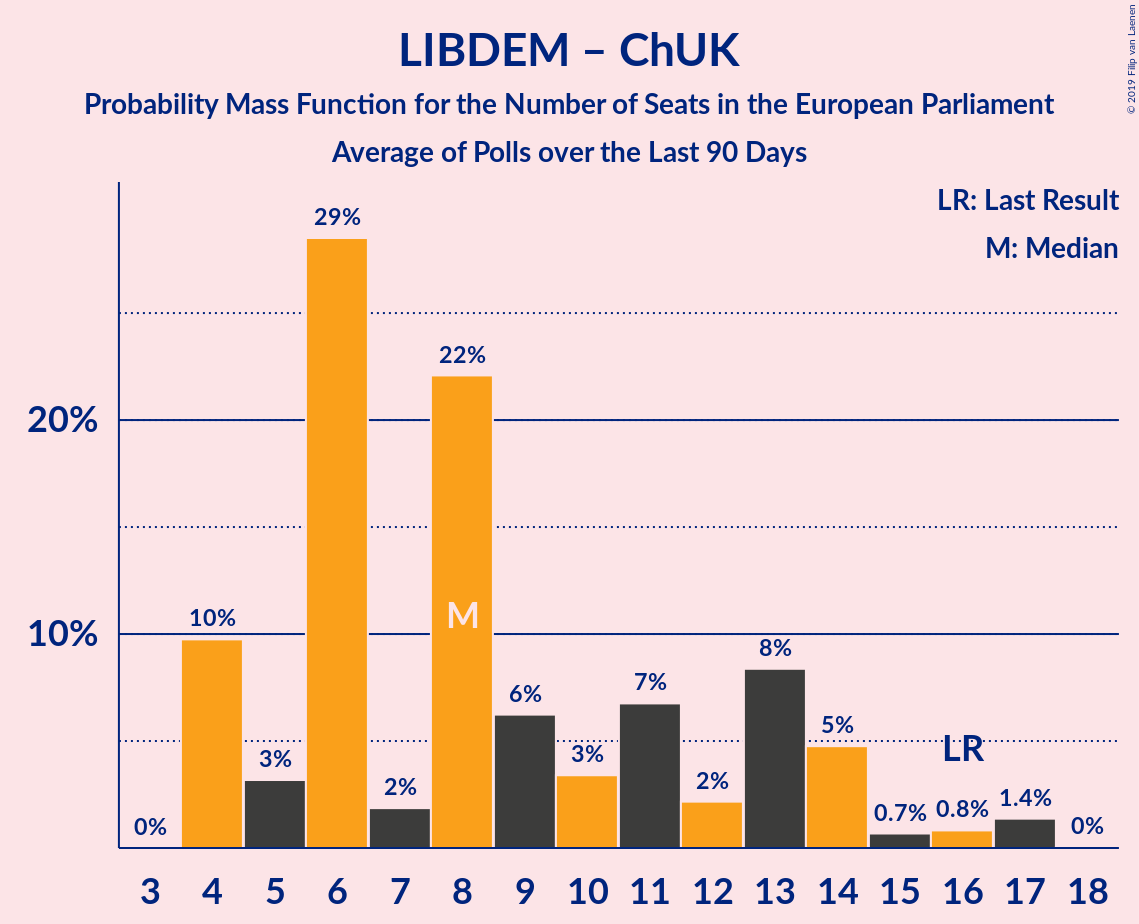 LIBDEM – ChUK
Probability Mass Function for the Number of Seats in the European Parliament
Average of Polls over the Last 90 Days
© 2019 Filip van Laenen
LR: Last Result
M: Median
20%
10%
0%
10%
3%
29%
2%
22%
M
6%
3%
7%
2%
8%
5%
0.7%
LR
0.8%
1.4%
0%
3 4 5 6 7 8 9 10 11 12 13 14 15 16 17 18